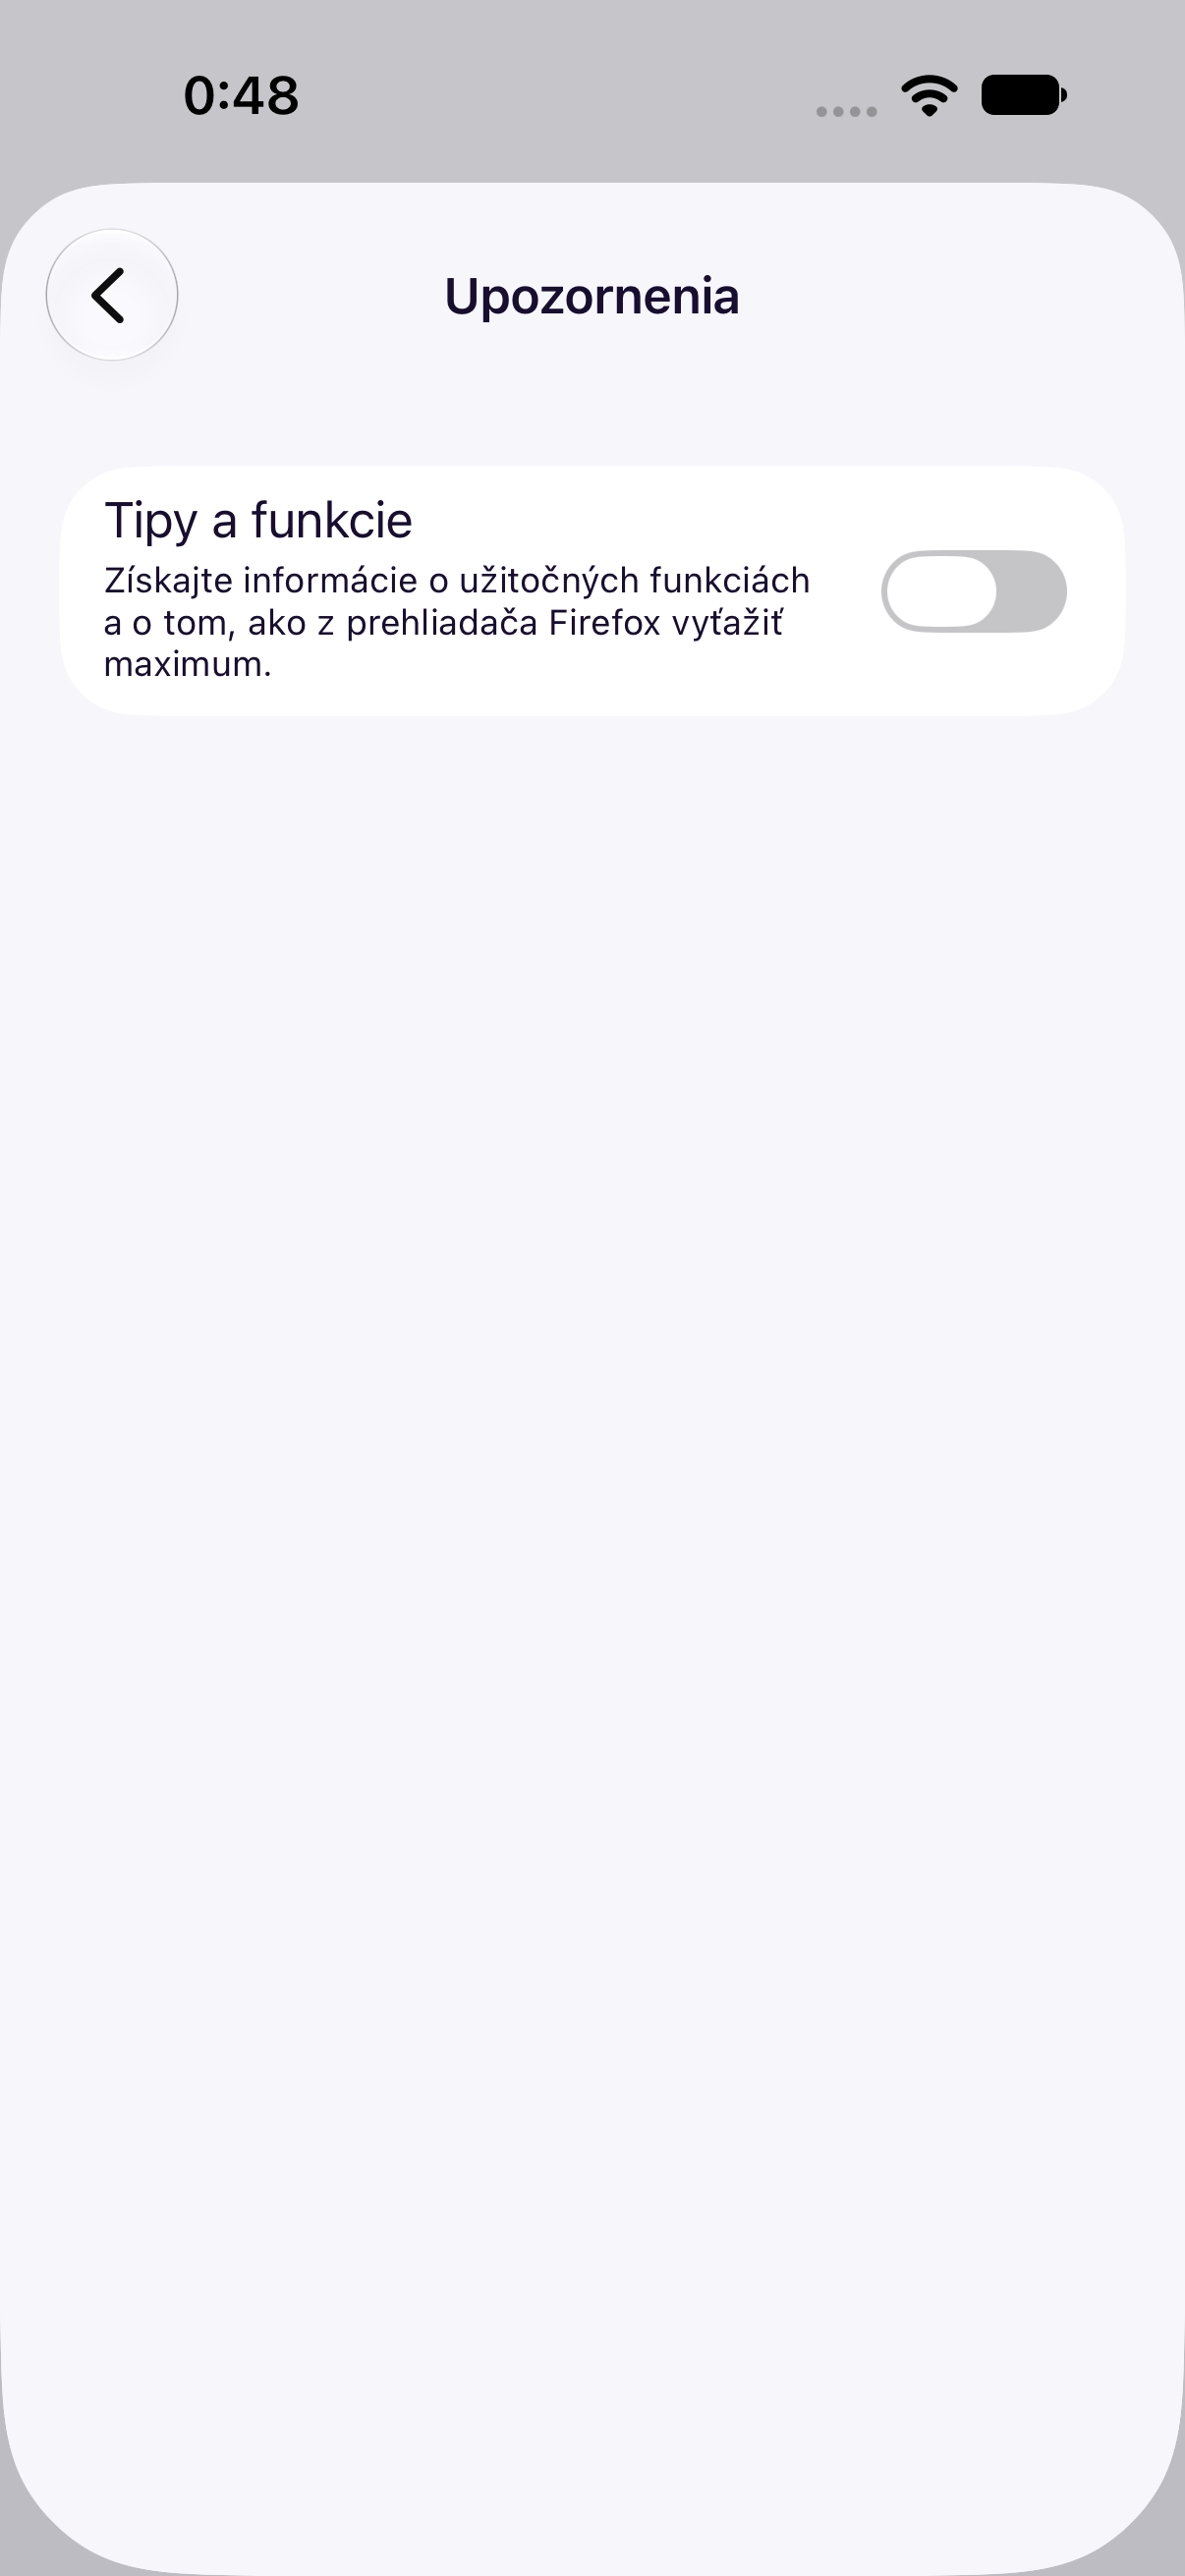 0:48
Upozornenia
Tipy a funkcie
Získajte informácie o užitočných funkciách
a o tom, ako z prehliadača Firefox vyťažiť
maximum.